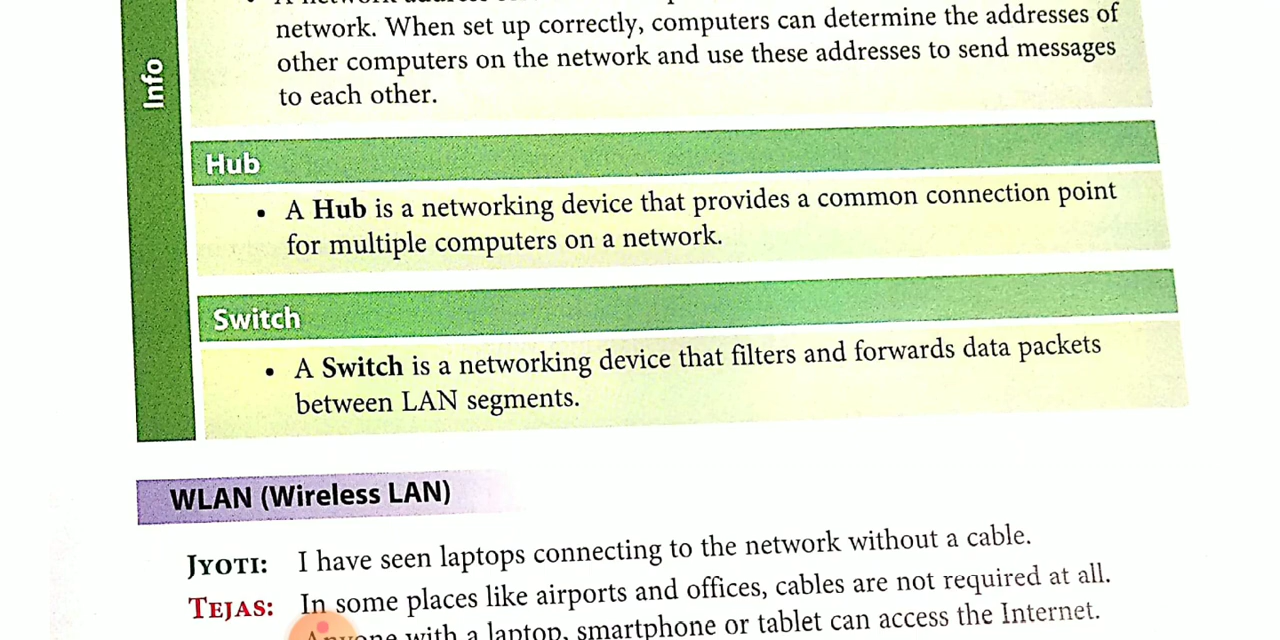 network. When set up correctly, computers can determine the addresses of
other computers on the network and use these addresses to send messages
to each other.
Info
Hub
• A Hub is a networking device that provides a common connection point
for multiple computers on a network.
Switch
• A Switch is a networking device that filters and forwards data packets
between LAN segments.
WLAN (Wireless LAN)
JYOTI: I have seen laptops connecting to the network without a cable.
TEJAS: In some places like airports and offices, cables are not required at all.
Anyone with a laptop, smartphone or tablet can access the Internet.